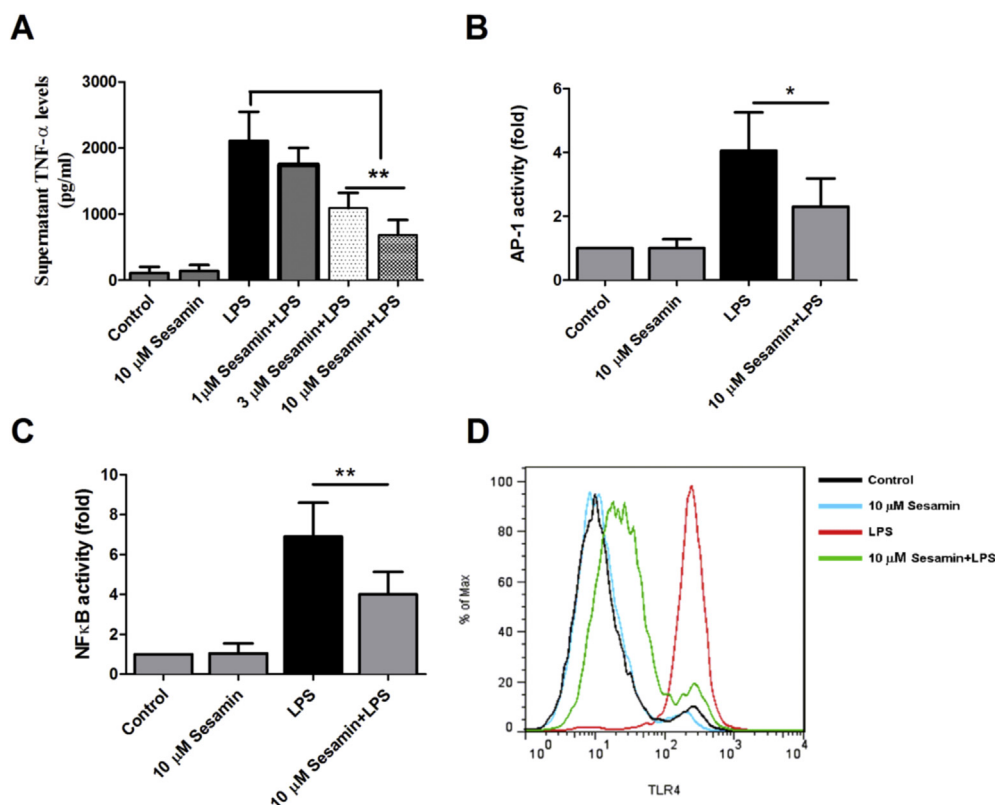 A
Supernatant TNF-α levels
(pg/ml)
3000
2000
1000
0
**
Control
10 μM Sesamin
LPS
1μM Sesamin+LPS
3 μM Sesamin+LPS
10 μM Sesamin+LPS
B
AP-1 activity (fold)
6
4
2
0
*
Control
10 μM Sesamin
LPS
10 μM Sesamin+LPS
C
NFκB activity (fold)
10
8
6
4
2
0
**
Control
10 μM Sesamin
LPS
10 μM Sesamin+LPS
D
% of Max
100
80
60
40
20
0
10⁰
10¹
10²
10³
10⁴
TLR4
Control
10 μM Sesamin
LPS
10 μM Sesamin+LPS